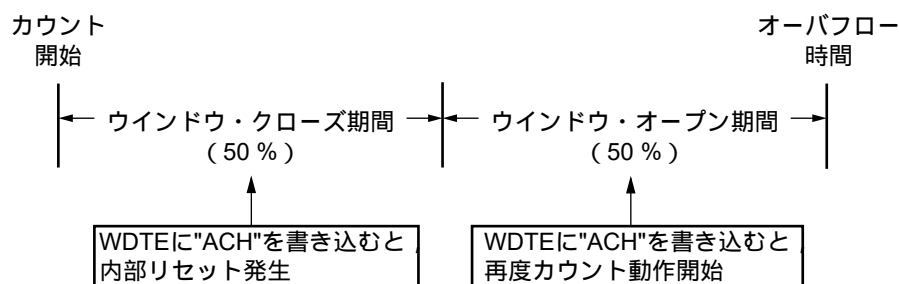 カウント
開始
オーバフロー
時間
ウインドウ・クローズ期間
(50 %)
ウインドウ・オープン期間
(50 %)
WDTEに"ACH"を書き込むと
内部リセット発生
WDTEに"ACH"を書き込むと
再度カウント動作開始